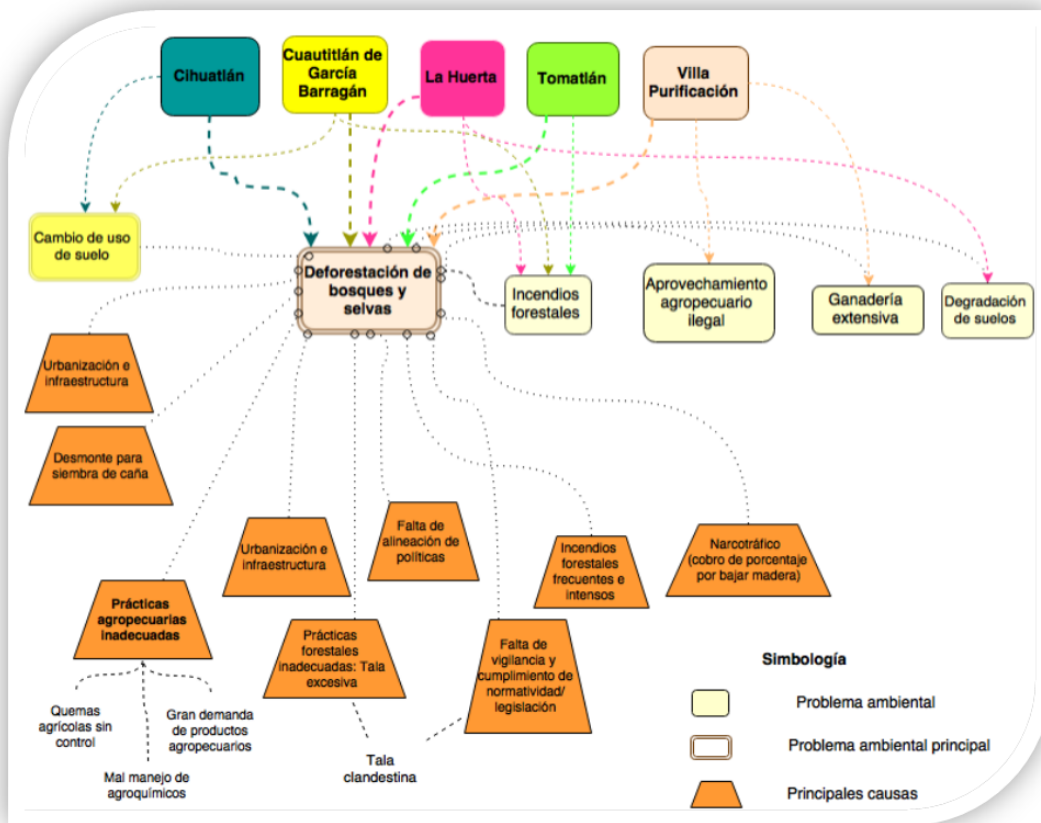 Cihuatlán
Cuautitlán de
García
Barragán
La Huerta
Tomatlán
Villa
Purificación
Cambio de uso
de suelo
Deforestación de
bosques y
selvas
Incendios
forestales
Aprovechamiento
agropecuario
ilegal
Ganadería
extensiva
Degradación
de suelos
Urbanización e
infraestructura
Desmonte para
siembra de caña
Urbanización e
infraestructura
Falta de
alineación de
políticas
Incendios
forestales
frecuentes e
intensos
Narcotráfico
(cobro de porcentaje
por bajar madera)
Prácticas
agropecuarias
inadecuadas
Prácticas
forestales
inadecuadas: Tala
excesiva
Falta de
vigilancia y
cumplimiento de
normatividad/
legislación
Quemas
agrícolas sin
control
Gran demanda
de productos
agropecuarios
Mal manejo de
agroquímicos
Tala
clandestina
Simbología
Problema ambiental
Problema ambiental principal
Principales causas